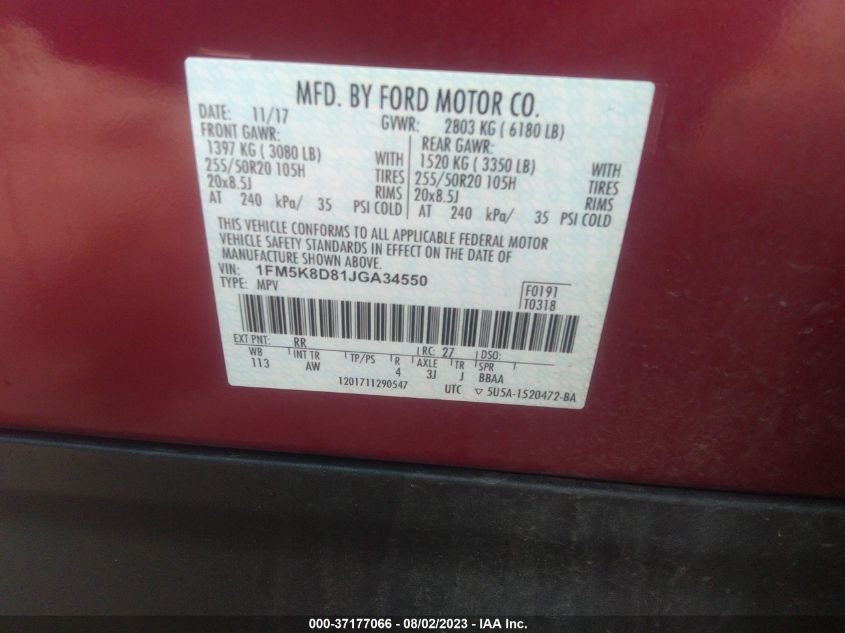 MFD. BY FORD MOTOR CO.
DATE: 11/17 GVWR: 2803 KG ( 6180 LB)
FRONT GAWR: REAR GAWR:
1397 KG ( 3080 LB) WITH 1520 KG ( 3350 LB) WITH
255/50R20 105H TIRES 255/50R20 105H TIRES
20x8.5J RIMS 20x8.5J RIMS
AT 240 kPa/ 35 PSI COLD AT 240 kPa/ 35 PSI COLD
THIS VEHICLE CONFORMS TO ALL APPLICABLE FEDERAL MOTOR
VEHICLE SAFETY STANDARDS IN EFFECT ON THE DATE OF
MANUFACTURE SHOWN ABOVE.
VIN: 1FM5K8D81JGA34550 F0191
TYPE: MPV T0318
EXT PNT: RR RC: 27 DSO:
WB INT TR TP/PS R AXLE TR SPR
113 AW 4 3J J BBAA
1201711290547 UTC ▽ 5U5A-1520472-BA
000-37177066 - 08/02/2023 - IAA Inc.